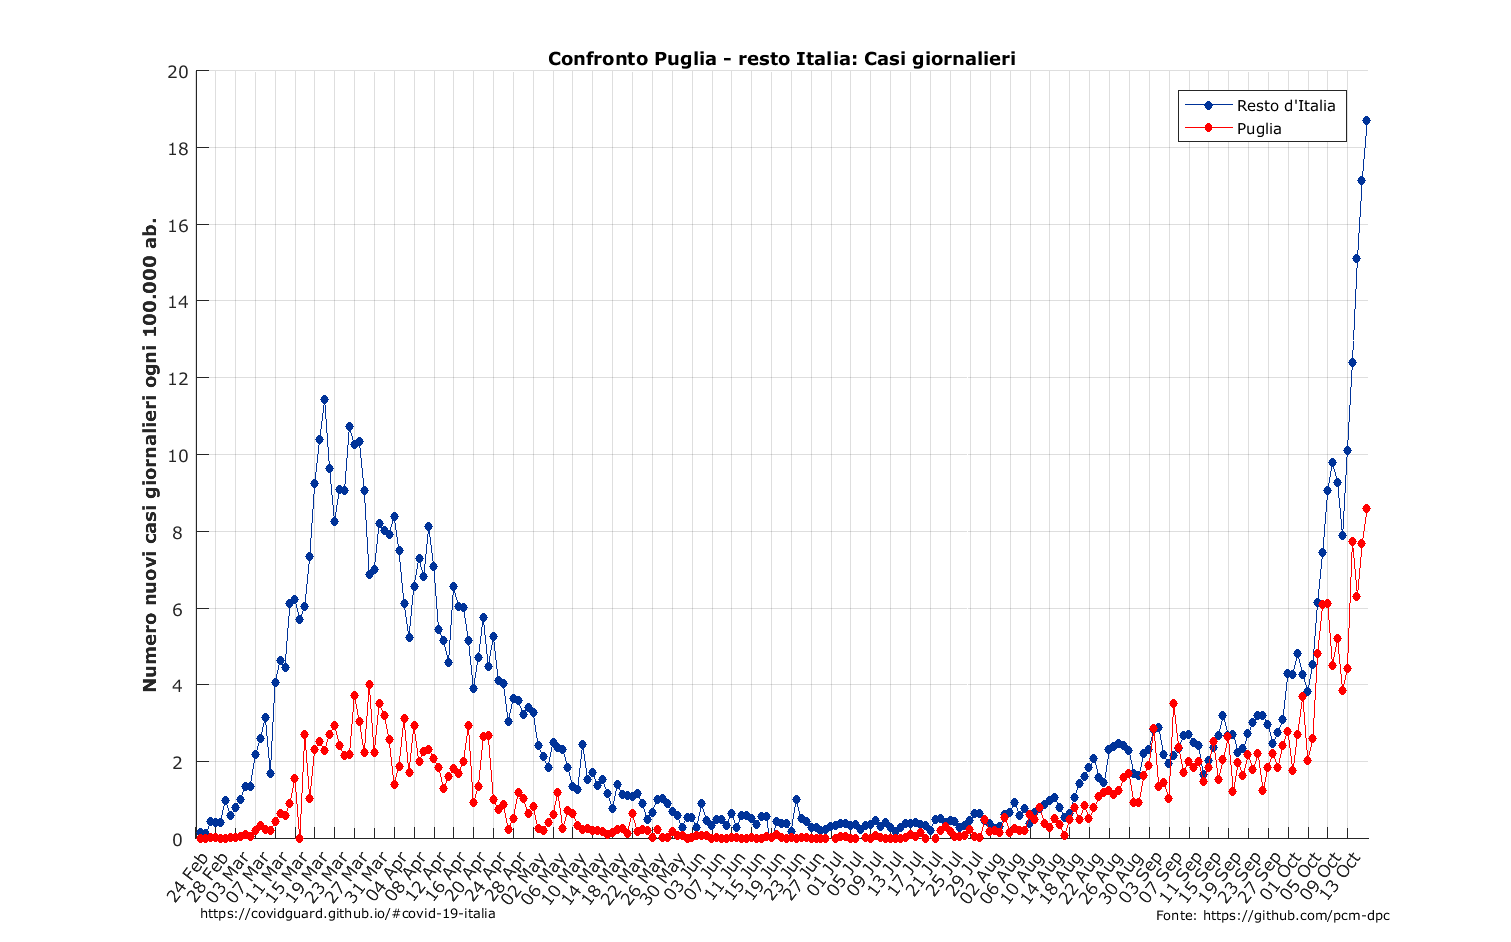 Confronto Puglia - resto Italia: Casi giornalieri
Resto d'Italia
Puglia
Numero nuovi casi giornalieri ogni 100.000 ab.
20
18
16
14
12
10
8
6
4
2
0
24 Feb
28 Feb
03 Mar
07 Mar
11 Mar
15 Mar
19 Mar
23 Mar
27 Mar
31 Mar
04 Apr
08 Apr
12 Apr
16 Apr
20 Apr
24 Apr
28 Apr
02 May
06 May
10 May
14 May
18 May
22 May
26 May
30 May
03 Jun
07 Jun
11 Jun
15 Jun
19 Jun
23 Jun
27 Jun
01 Jul
05 Jul
09 Jul
13 Jul
17 Jul
21 Jul
25 Jul
29 Jul
02 Aug
06 Aug
10 Aug
14 Aug
18 Aug
22 Aug
26 Aug
30 Aug
03 Sep
07 Sep
11 Sep
15 Sep
19 Sep
23 Sep
27 Sep
01 Oct
05 Oct
09 Oct
13 Oct
https://covidguard.github.io/#covid-19-italia
Fonte: https://github.com/pcm-dpc